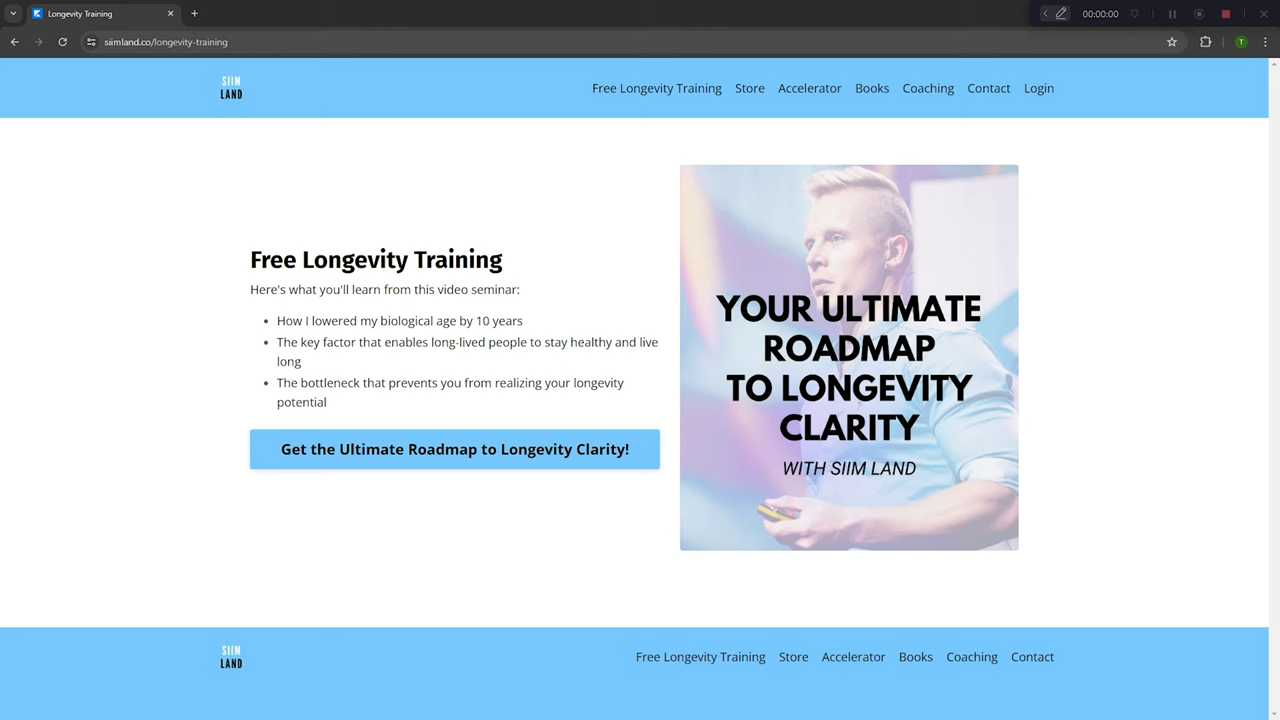 Longevity Training
00:00:00
siimland.co/longevity-training
T
SIIM
LAND
Free Longevity Training
Store
Accelerator
Books
Coaching
Contact
Login
Free Longevity Training
Here's what you'll learn from this video seminar:
How I lowered my biological age by 10 years
The key factor that enables long-lived people to stay healthy and live
long
The bottleneck that prevents you from realizing your longevity
potential
Get the Ultimate Roadmap to Longevity Clarity!
YOUR ULTIMATE
ROADMAP
TO LONGEVITY
CLARITY
WITH SIIM LAND
SIIM
LAND
Free Longevity Training
Store
Accelerator
Books
Coaching
Contact